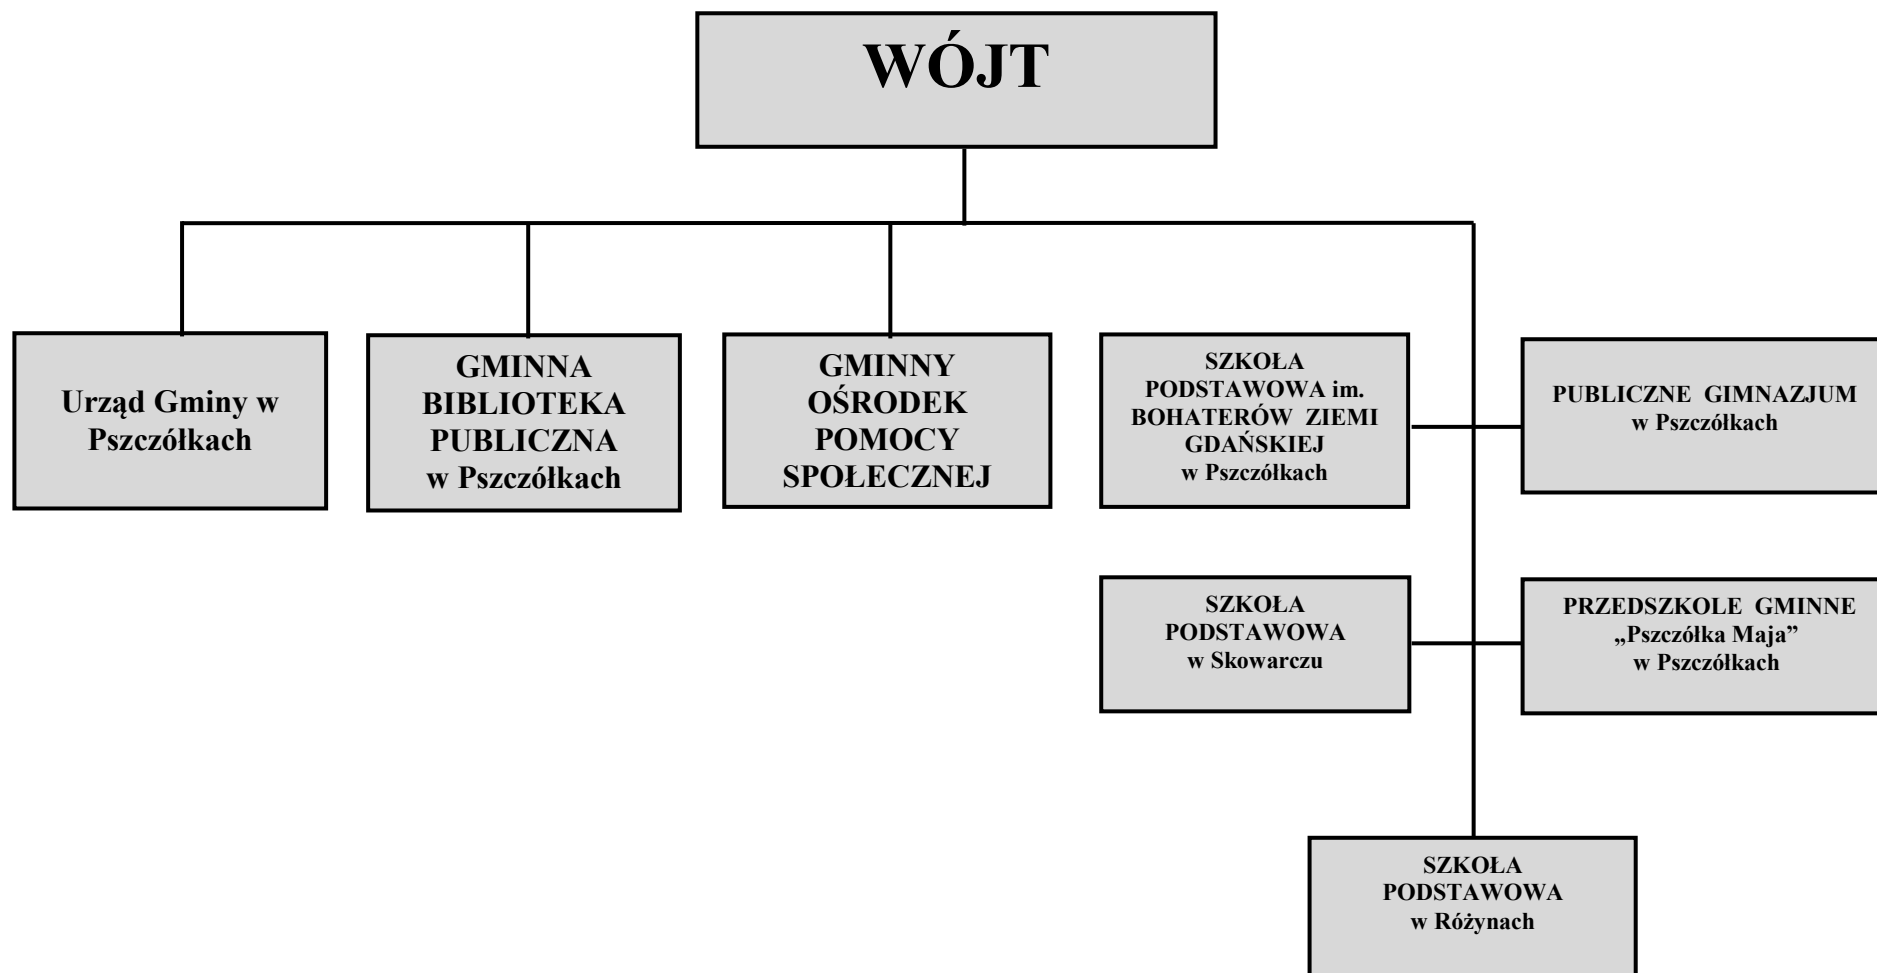 WÓJT
Urząd Gminy w
Pszczółkach
GMINNA
BIBLIOTEKA
PUBLICZNA
w Pszczółkach
GMINNY
OŚRODEK
POMOCY
SPOŁECZNEJ
SZKOŁA
PODSTAWOWA im.
BOHATERÓW ZIEMI
GDAŃSKIEJ
w Pszczółkach
PUBLICZNE GIMNAZJUM
w Pszczółkach
SZKOŁA
PODSTAWOWA
w Skowarczu
PRZEDSZKOLE GMINNE
„Pszczółka Maja”
w Pszczółkach
SZKOŁA
PODSTAWOWA
w Różynach